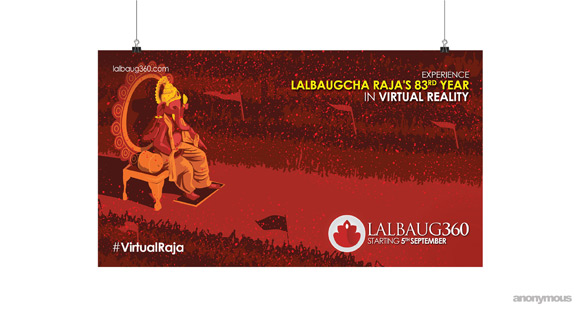 lalbaug360.com
EXPERIENCE
LALBAUGCHA RAJA'S 83RD YEAR
IN VIRTUAL REALITY
LALBAUG360
STARTING 5TH SEPTEMBER
#VirtualRaja
anonymous